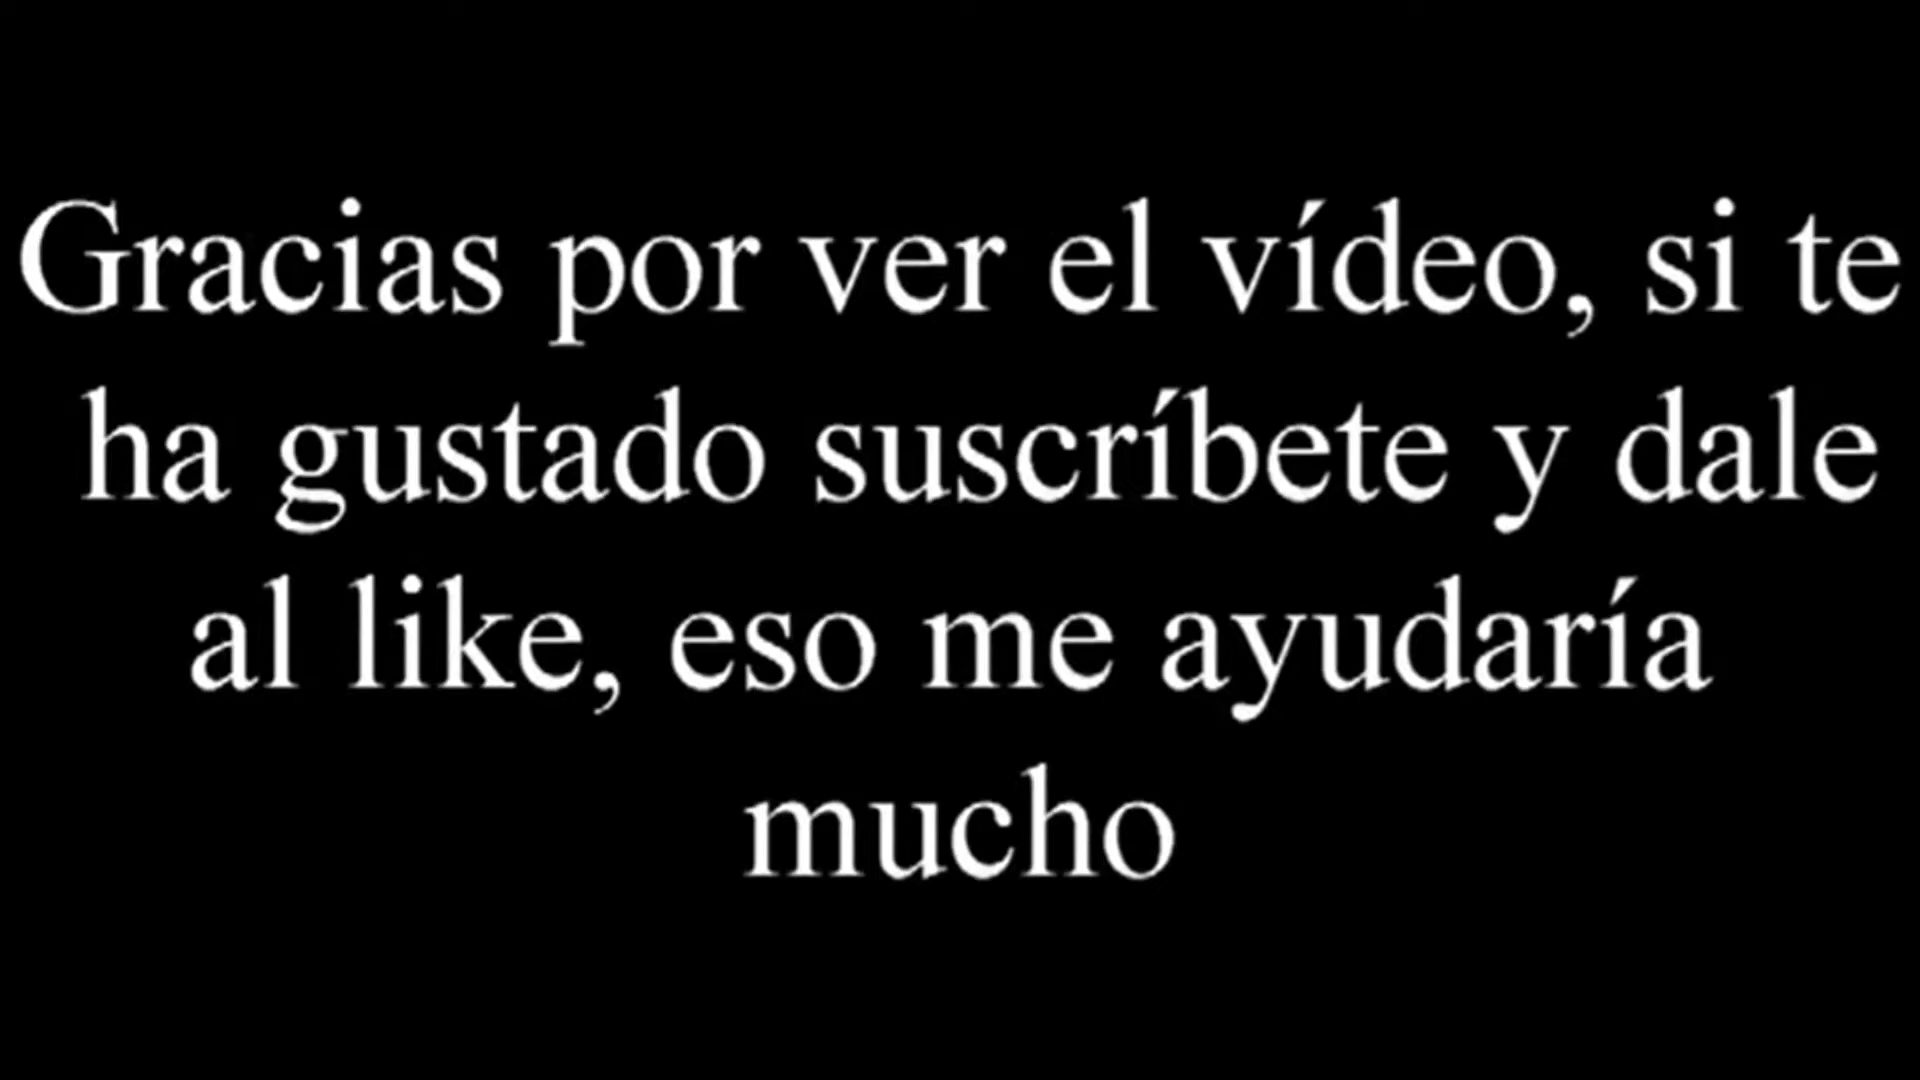 Gracias por ver el vídeo, si te
ha gustado suscríbete y dale
al like, eso me ayudaría
mucho